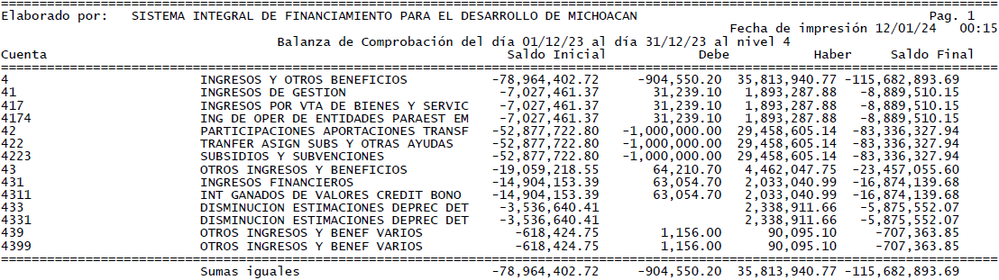 ================================================================================
Elaborado por: SISTEMA INTEGRAL DE FINANCIAMIENTO PARA EL DESARROLLO DE MICHOACAN Pag. 1
Fecha de impresión 12/01/24 00:15
Balanza de Comprobación del día 01/12/23 al día 31/12/23 al nivel 4
Cuenta Saldo Inicial Debe Haber Saldo Final
================================================================================
4 INGRESOS Y OTROS BENEFICIOS -78,964,402.72 -904,550.20 35,813,940.77 -115,682,893.69
41 INGRESOS DE GESTION -7,027,461.37 31,239.10 1,893,287.88 -8,889,510.15
417 INGRESOS POR VTA DE BIENES Y SERVIC -7,027,461.37 31,239.10 1,893,287.88 -8,889,510.15
4174 ING DE OPER DE ENTIDADES PARAEST EM -7,027,461.37 31,239.10 1,893,287.88 -8,889,510.15
42 PARTICIPACIONES APORTACIONES TRANSF -52,877,722.80 -1,000,000.00 29,458,605.14 -83,336,327.94
422 TRANFER ASIGN SUBS Y OTRAS AYUDAS -52,877,722.80 -1,000,000.00 29,458,605.14 -83,336,327.94
4223 SUBSIDIOS Y SUBVENCIONES -52,877,722.80 -1,000,000.00 29,458,605.14 -83,336,327.94
43 OTROS INGRESOS Y BENEFICIOS -19,059,218.55 64,210.70 4,462,047.75 -23,457,055.60
431 INGRESOS FINANCIEROS -14,904,153.39 63,054.70 2,033,040.99 -16,874,139.68
4311 INT GANADOS DE VALORES CREDIT BONO -14,904,153.39 63,054.70 2,033,040.99 -16,874,139.68
433 DISMINUCION ESTIMACIONES DEPREC DET -3,536,640.41 2,338,911.66 -5,875,552.07
4331 DISMINUCION ESTIMACIONES DEPREC DET -3,536,640.41 2,338,911.66 -5,875,552.07
439 OTROS INGRESOS Y BENEF VARIOS -618,424.75 1,156.00 90,095.10 -707,363.85
4399 OTROS INGRESOS Y BENEF VARIOS -618,424.75 1,156.00 90,095.10 -707,363.85
================================================================================
Sumas iguales -78,964,402.72 -904,550.20 35,813,940.77 -115,682,893.69